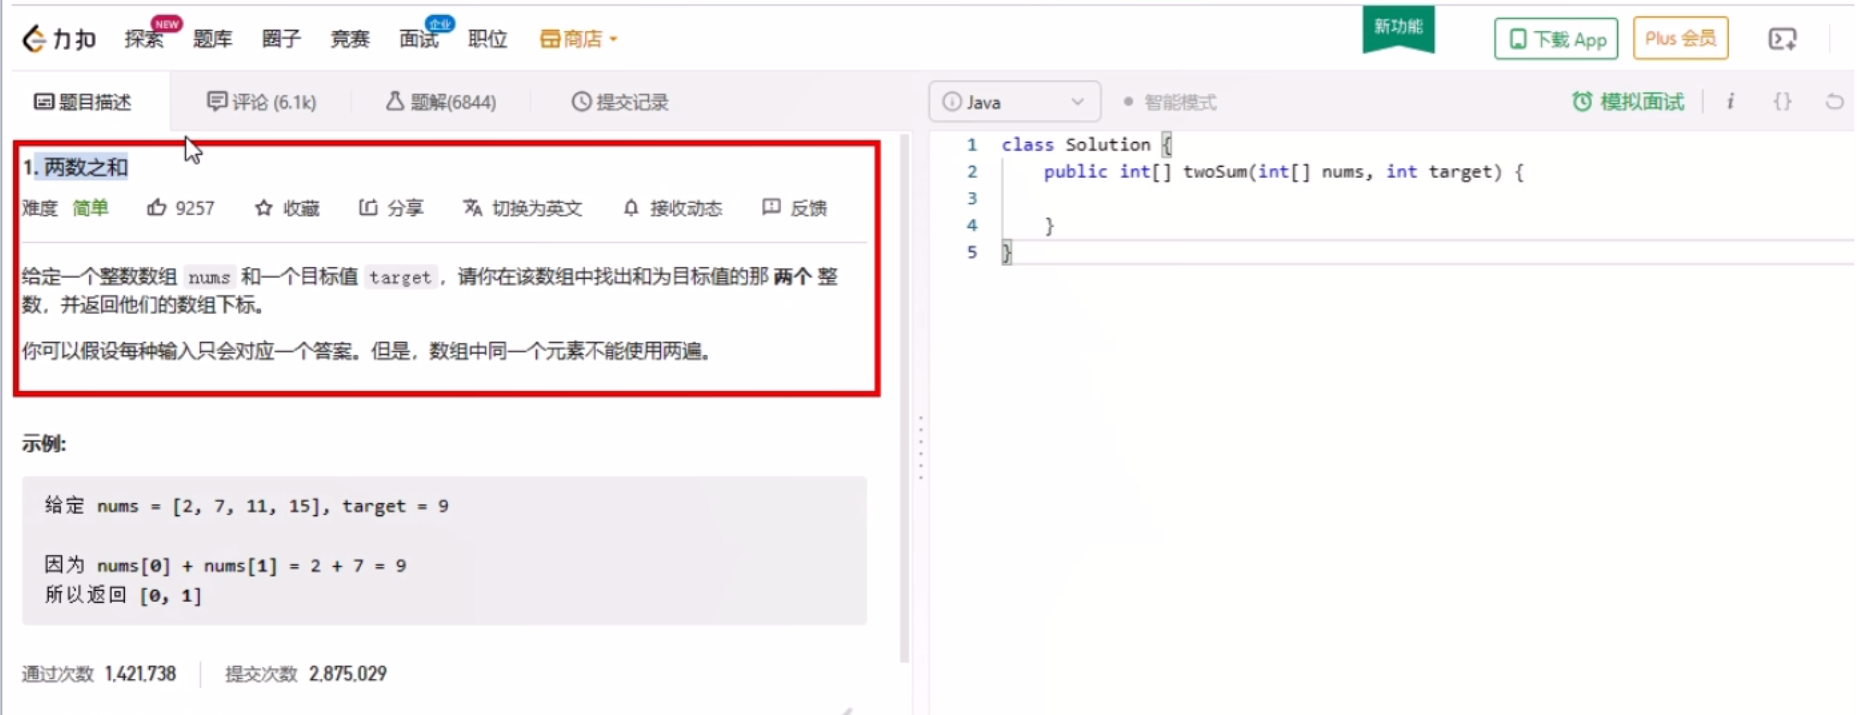 力扣 探索 NEW 题库 圈子 竞赛 面试 企业 职位 商店 新功能 下载 App Plus 会员
题目描述 评论 (6.1k) 题解(6844) 提交记录
1. 两数之和
难度 简单 9257 收藏 分享 切换为英文 接收动态 反馈
给定一个整数数组 nums 和一个目标值 target，请你在该数组中找出和为目标值的那 两个 整
数，并返回他们的数组下标。
你可以假设每种输入只会对应一个答案。但是，数组中同一个元素不能使用两遍。
示例:
给定 nums = [2, 7, 11, 15], target = 9
因为 nums[0] + nums[1] = 2 + 7 = 9
所以返回 [0, 1]
通过次数 1,421,738 提交次数 2,875,029
Java 智能模式 模拟面试 i {}
1 class Solution {
2 public int[] twoSum(int[] nums, int target) {
3
4 }
5 }